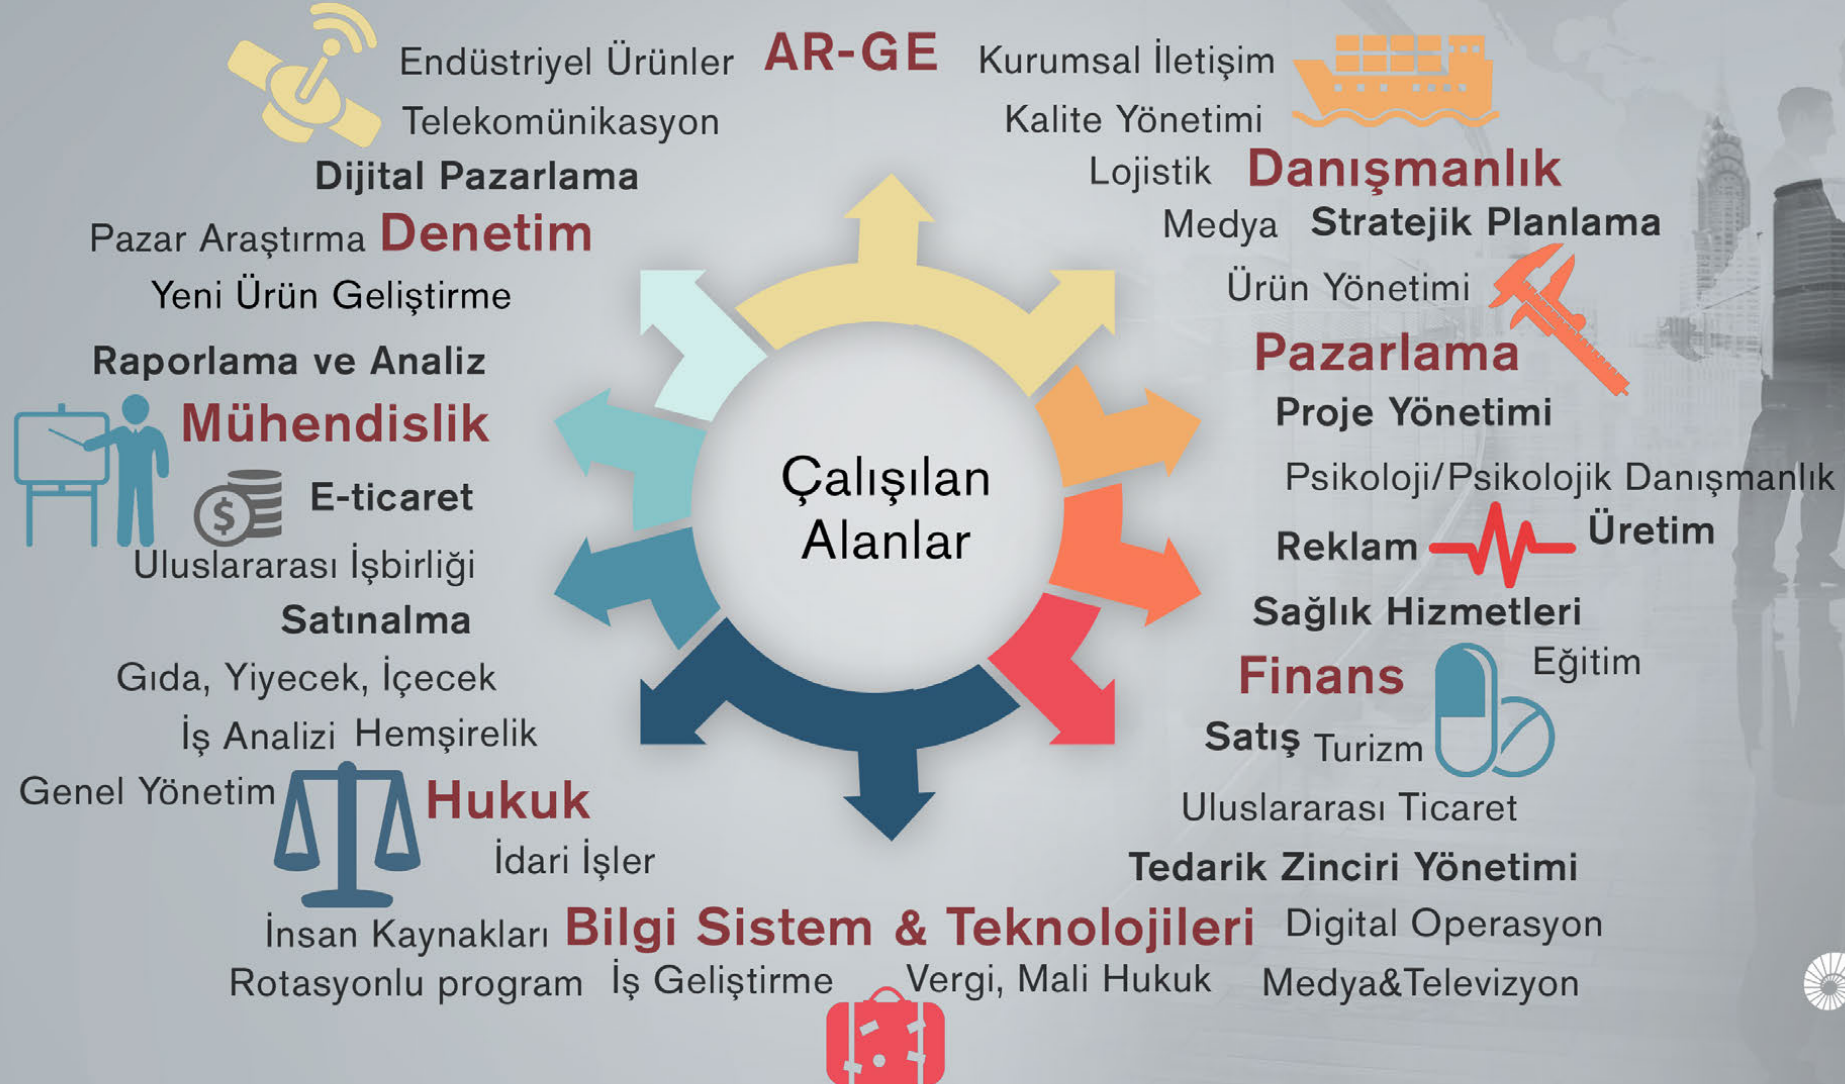 Endüstriyel Ürünler
AR-GE
Kurumsal İletişim
Telekomünikasyon
Kalite Yönetimi
Dijital Pazarlama
Lojistik
Danışmanlık
Pazar Araştırma
Denetim
Medya
Stratejik Planlama
Yeni Ürün Geliştirme
Ürün Yönetimi
Raporlama ve Analiz
Pazarlama
Mühendislik
Proje Yönetimi
Çalışılan
Alanlar
Psikoloji/Psikolojik Danışmanlık
E-ticaret
$
Reklam
Üretim
Uluslararası İşbirliği
Sağlık Hizmetleri
Satınalma
Finans
Eğitim
Gıda, Yiyecek, İçecek
Satış
Turizm
İş Analizi
Hemşirelik
Genel Yönetim
Hukuk
Uluslararası Ticaret
İdari İşler
Tedarik Zinciri Yönetimi
İnsan Kaynakları
Bilgi Sistem & Teknolojileri
Digital Operasyon
Rotasyonlu program
İş Geliştirme
Vergi, Mali Hukuk
Medya&Televizyon